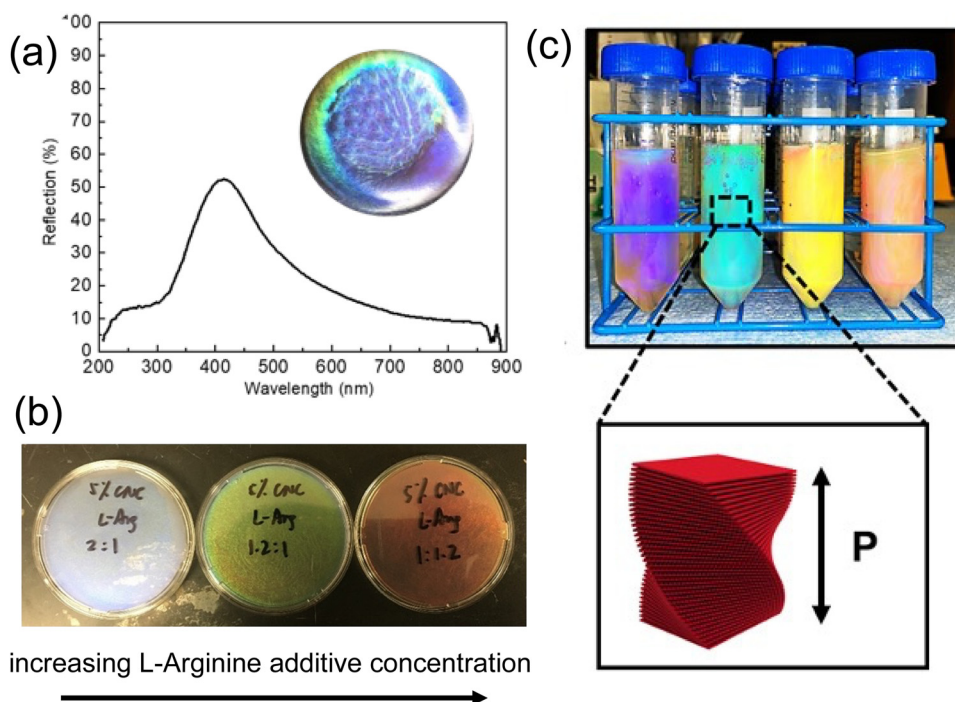 (a)
100
90
80
70
60
50
40
30
20
10
0
Reflection (%)
200 300 400 500 600 700 800 900
Wavelength (nm)
(b)
5% CNC
L-Arg
2:1
5% CNC
L-Arg
1.2:1
5% CNC
L-Arg
1:1.2
increasing L-Arginine additive concentration
(c)
P